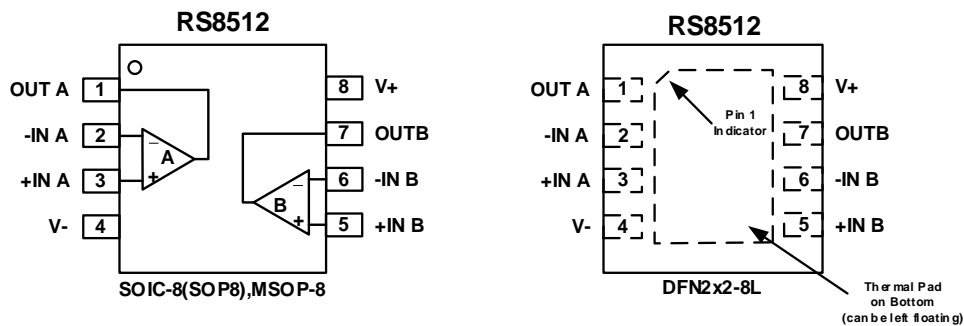 RS8512
OUT A 1
-IN A 2
+IN A 3
V- 4
8 V+
7 OUTB
6 -IN B
5 +IN B
− A +
− B +
SOIC-8(SOP8),MSOP-8
RS8512
OUT A 1
-IN A 2
+IN A 3
V- 4
Pin 1
Indicator
8 V+
7 OUTB
6 -IN B
5 +IN B
DFN2x2-8L
Thermal Pad
on Bottom
(can be left floating)